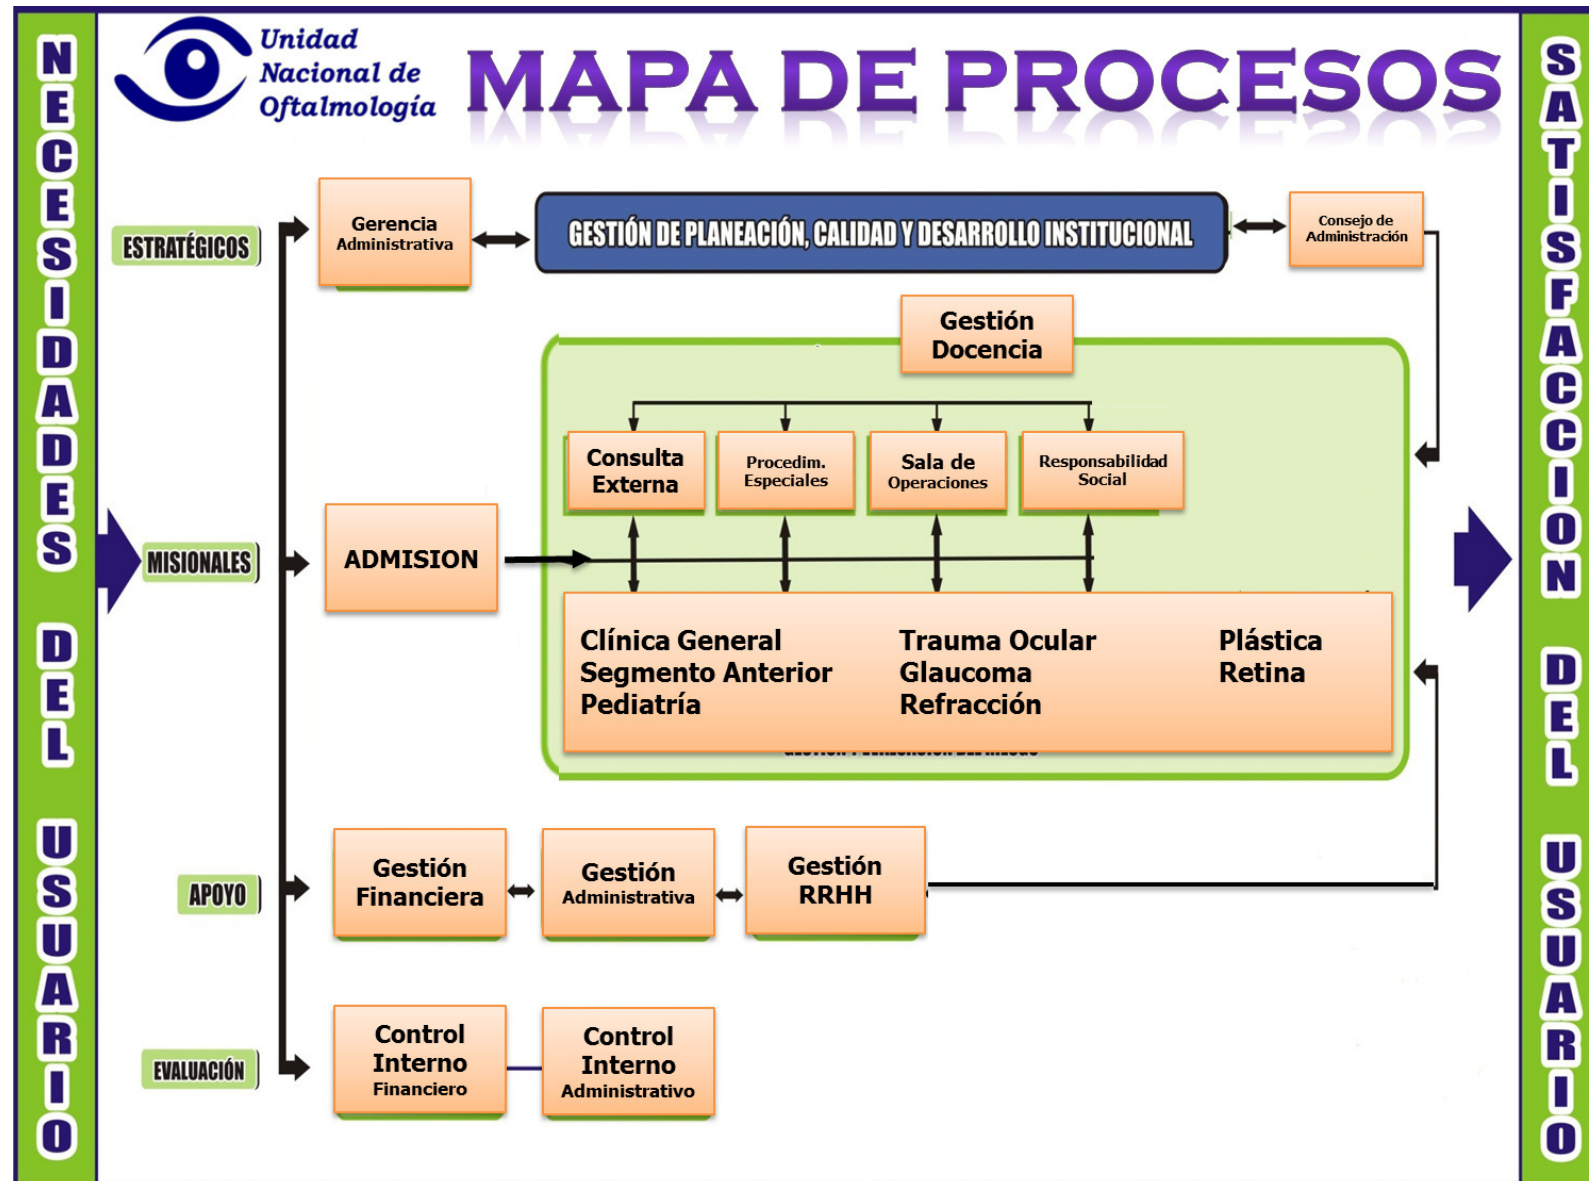 Unidad
Nacional de
Oftalmología
MAPA DE PROCESOS
NECESIDADES DEL USUARIO
ESTRATÉGICOS
Gerencia
Administrativa
GESTIÓN DE PLANEACIÓN, CALIDAD Y DESARROLLO INSTITUCIONAL
Consejo de
Administración
Gestión
Docencia
Consulta
Externa
Procedim.
Especiales
Sala de
Operaciones
Responsabilidad
Social
MISIONALES
ADMISION
Clínica General
Segmento Anterior
Pediatría
Trauma Ocular
Glaucoma
Refracción
Plástica
Retina
APOYO
Gestión
Financiera
Gestión
Administrativa
Gestión
RRHH
EVALUACIÓN
Control
Interno
Financiero
Control
Interno
Administrativo
SATISFACCION DEL USUARIO